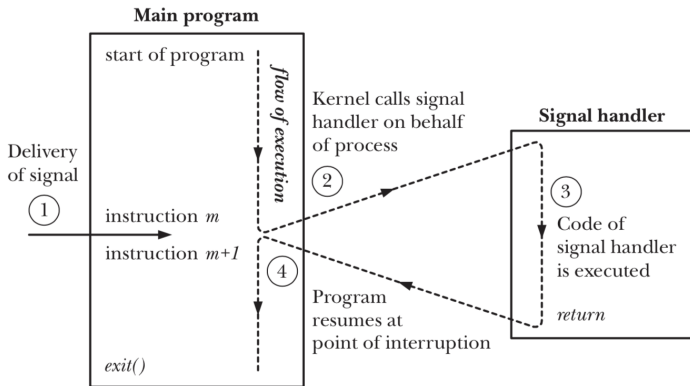 Main program
start of program
flow of execution
Delivery
of signal
1
instruction m
instruction m+1
exit()
Kernel calls signal
handler on behalf
of process
2
Signal handler
3
Code of
signal handler
is executed
return
4
Program
resumes at
point of interruption